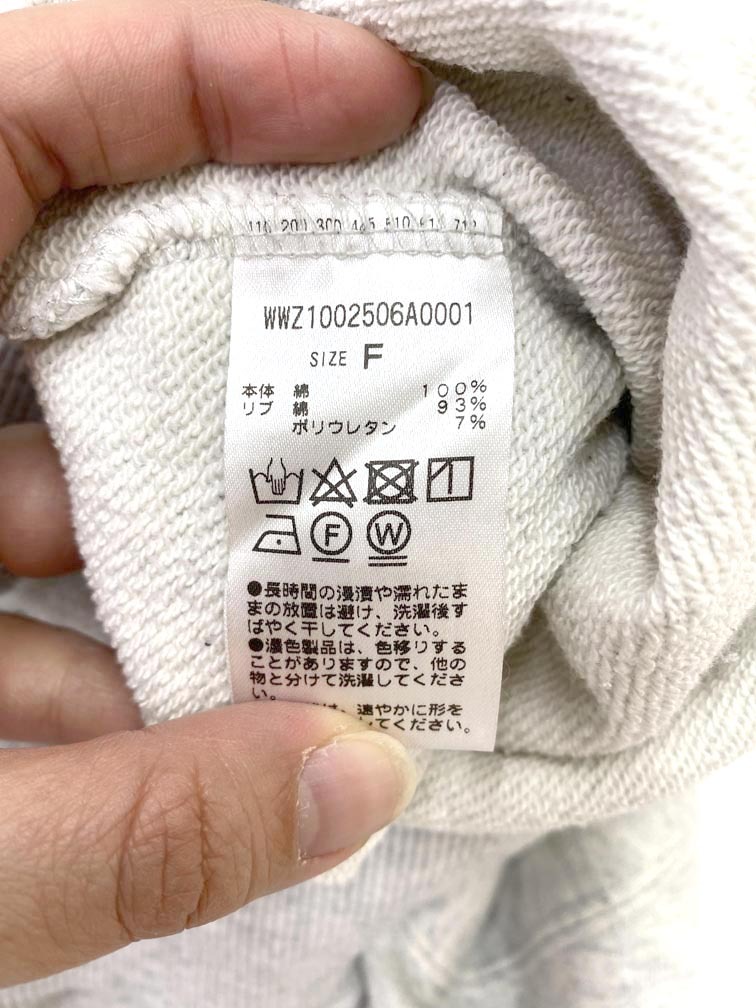 300
WWZ1002506A0001
SIZE F
本体 綿 100%
リブ 綿 93%
ポリウレタン 7%
F W
●長時間の浸漬や濡れたま
まの放置は避け、洗濯後す
ばやく干してください。
●濃色製品は、色移りする
ことがありますので、他の
物と分けて洗濯してくださ
い。
は、速やかに形を
してください。